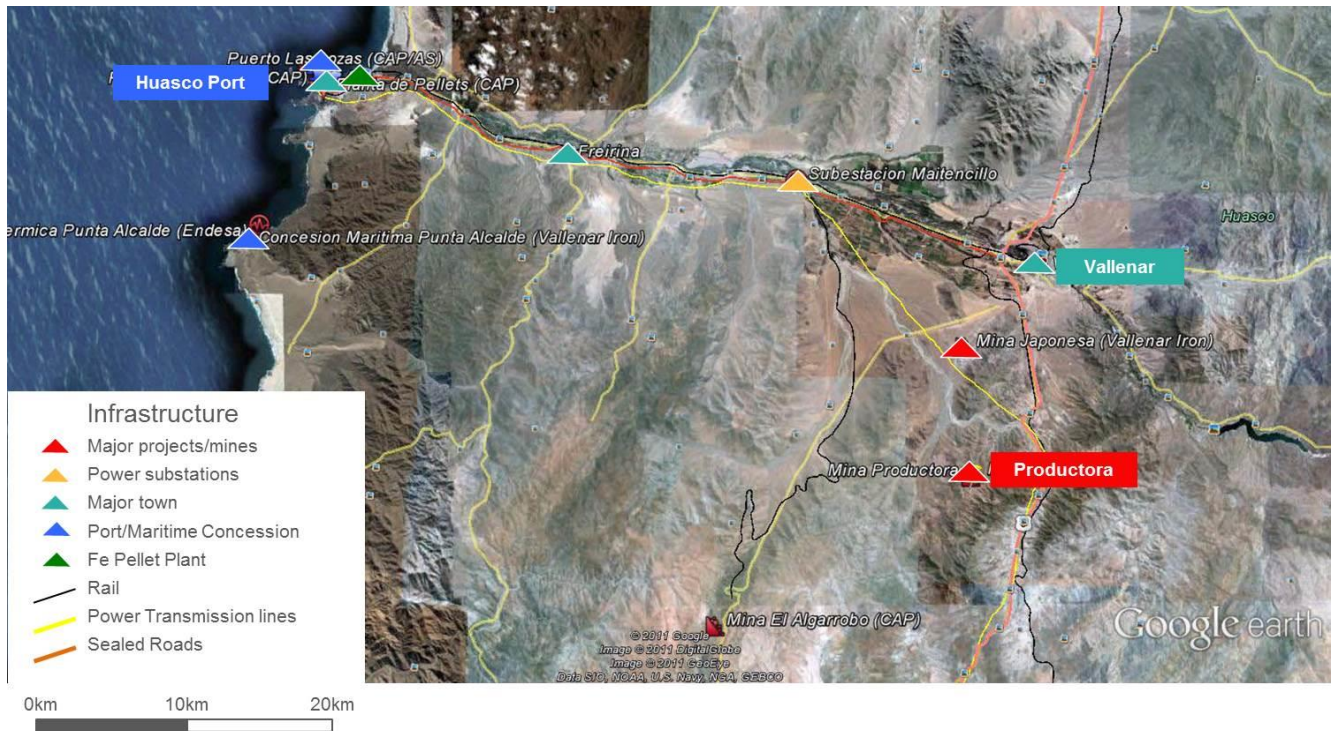 Puerto Las Lozas (CAP/AS)
Huasco Port
(CAP)
Planta de Pellets (CAP)
Freirina
Subestacion Maitencillo
Huasco
ermica Punta Alcalde (Endesa)
Concesion Maritima Punta Alcalde (Vallenar Iron)
Vallenar
Mina Japonesa (Vallenar Iron)
Mina Productora
Productora
Mina El Algarrobo (CAP)
© 2011 Google
Image © 2011 DigitalGlobe
Image © 2011 GeoEye
Data SIO, NOAA, U.S. Navy, NGA, GEBCO
Google earth
Infrastructure
Major projects/mines
Power substations
Major town
Port/Maritime Concession
Fe Pellet Plant
Rail
Power Transmission lines
Sealed Roads
0km
10km
20km